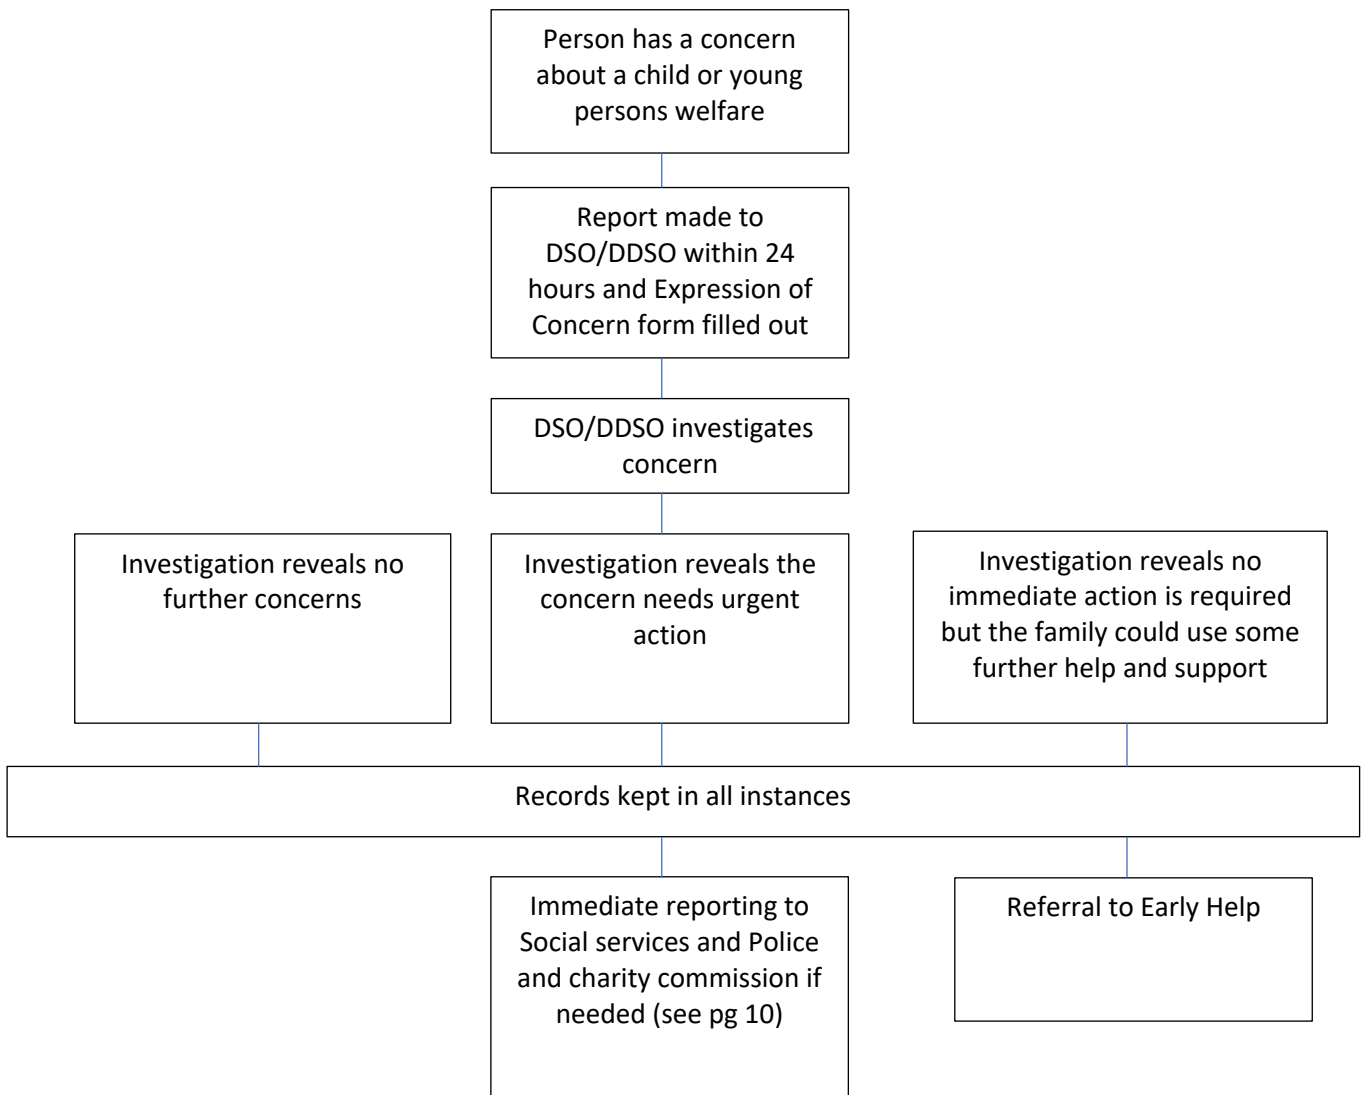 Person has a concern
about a child or young
persons welfare
Report made to
DSO/DDSO within 24
hours and Expression of
Concern form filled out
DSO/DDSO investigates
concern
Investigation reveals no
further concerns
Investigation reveals the
concern needs urgent
action
Investigation reveals no
immediate action is required
but the family could use some
further help and support
Records kept in all instances
Immediate reporting to
Social services and Police
and charity commission if
needed (see pg 10)
Referral to Early Help